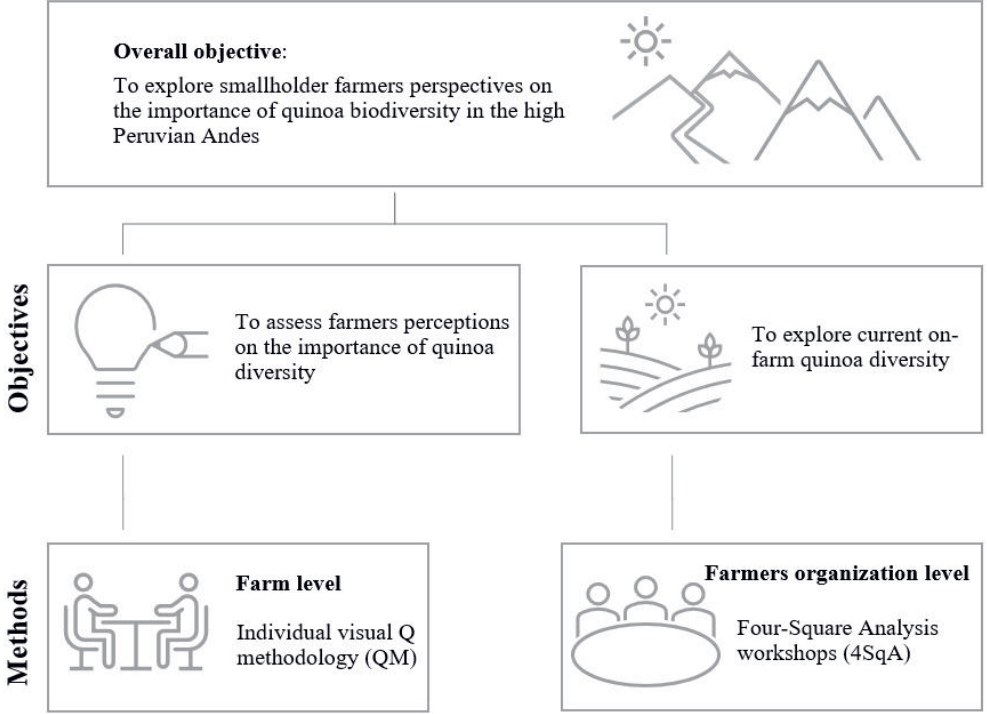 Overall objective:
To explore smallholder farmers perspectives on
the importance of quinoa biodiversity in the high
Peruvian Andes
Objectives
To assess farmers perceptions
on the importance of quinoa
diversity
To explore current on-
farm quinoa diversity
Methods
Farm level
Individual visual Q
methodology (QM)
Farmers organization level
Four-Square Analysis
workshops (4SqA)